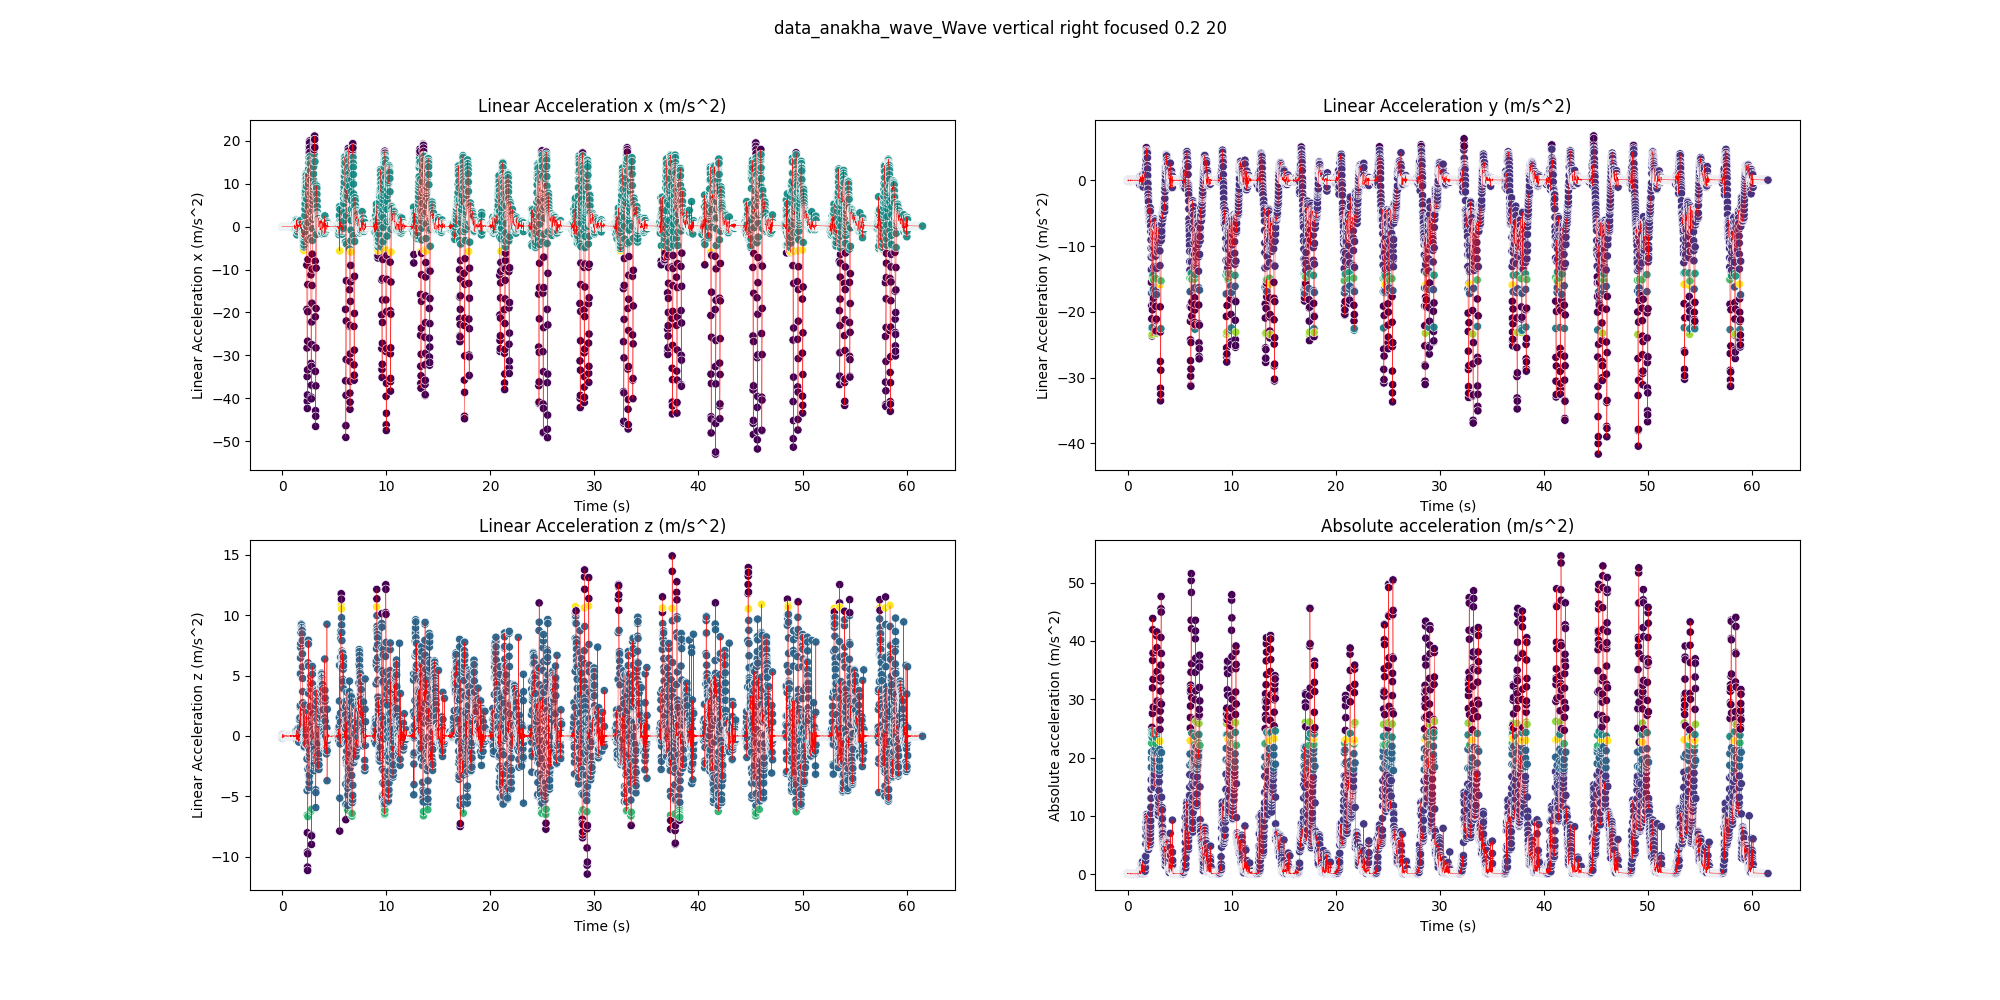 data_anakha_wave_Wave vertical right focused 0.2 20
Linear Acceleration x (m/s^2)
Linear Acceleration x (m/s^2)
20
10
0
−10
−20
−30
−40
−50
0 10 20 30 40 50 60
Time (s)
Linear Acceleration y (m/s^2)
Linear Acceleration y (m/s^2)
0
−10
−20
−30
−40
0 10 20 30 40 50 60
Time (s)
Linear Acceleration z (m/s^2)
Linear Acceleration z (m/s^2)
15
10
5
0
−5
−10
0 10 20 30 40 50 60
Time (s)
Absolute acceleration (m/s^2)
Absolute acceleration (m/s^2)
50
40
30
20
10
0
0 10 20 30 40 50 60
Time (s)